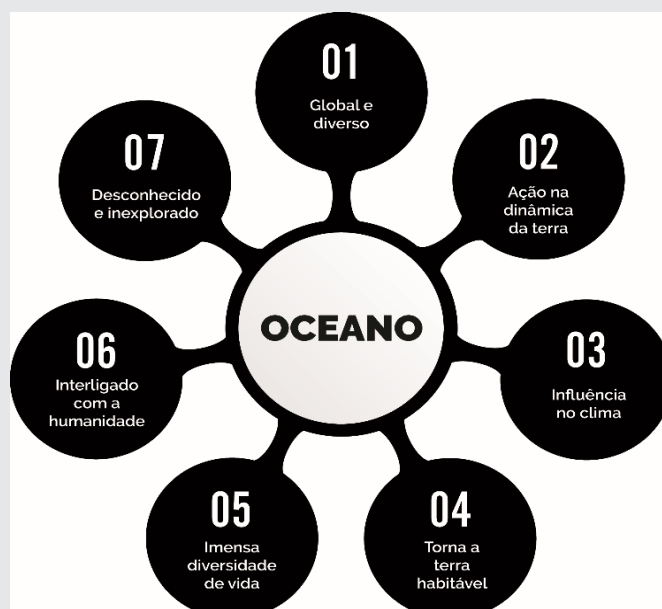 01
Global e
diverso
02
Ação na
dinâmica
da terra
03
Influência
no clima
04
Torna a
terra
habitável
05
Imensa
diversidade
de vida
06
Interligado
com a
humanidade
07
Desconhecido
e inexplorado
OCEANO